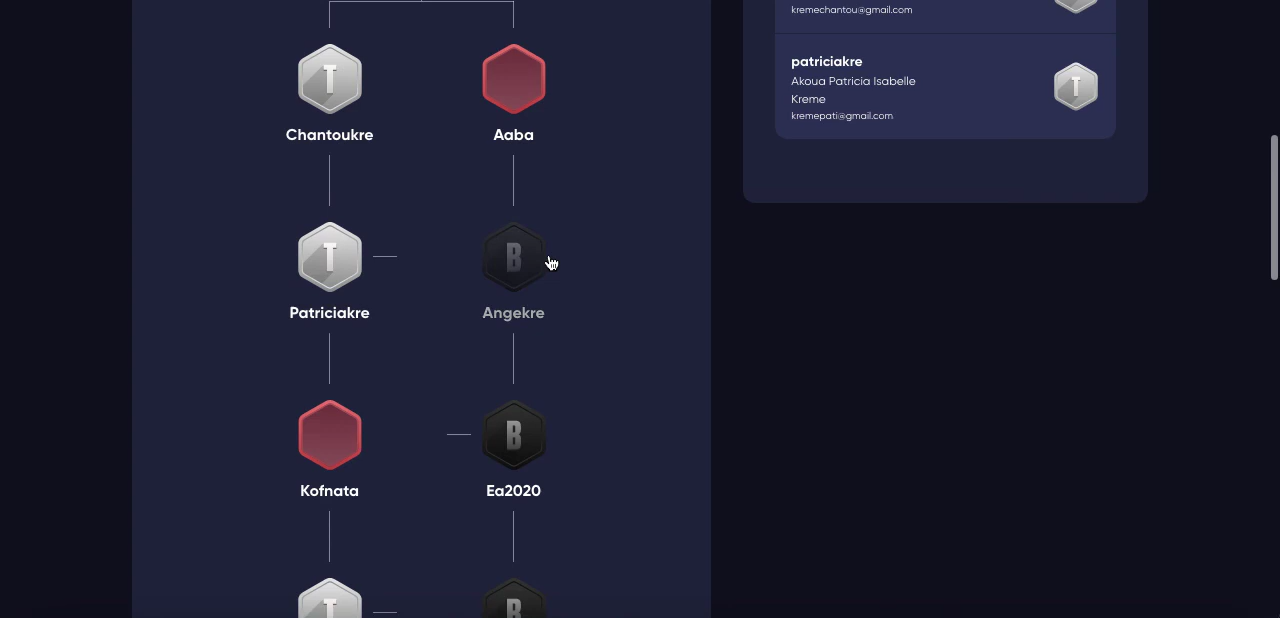 T
Chantoukre
Aaba
T
B
Patriciakre
Angekre
B
Kofnata
Ea2020
T
B
kremechantou@gmail.com
patriciakre
Akoua Patricia Isabelle
Kreme
kremepati@gmail.com
T